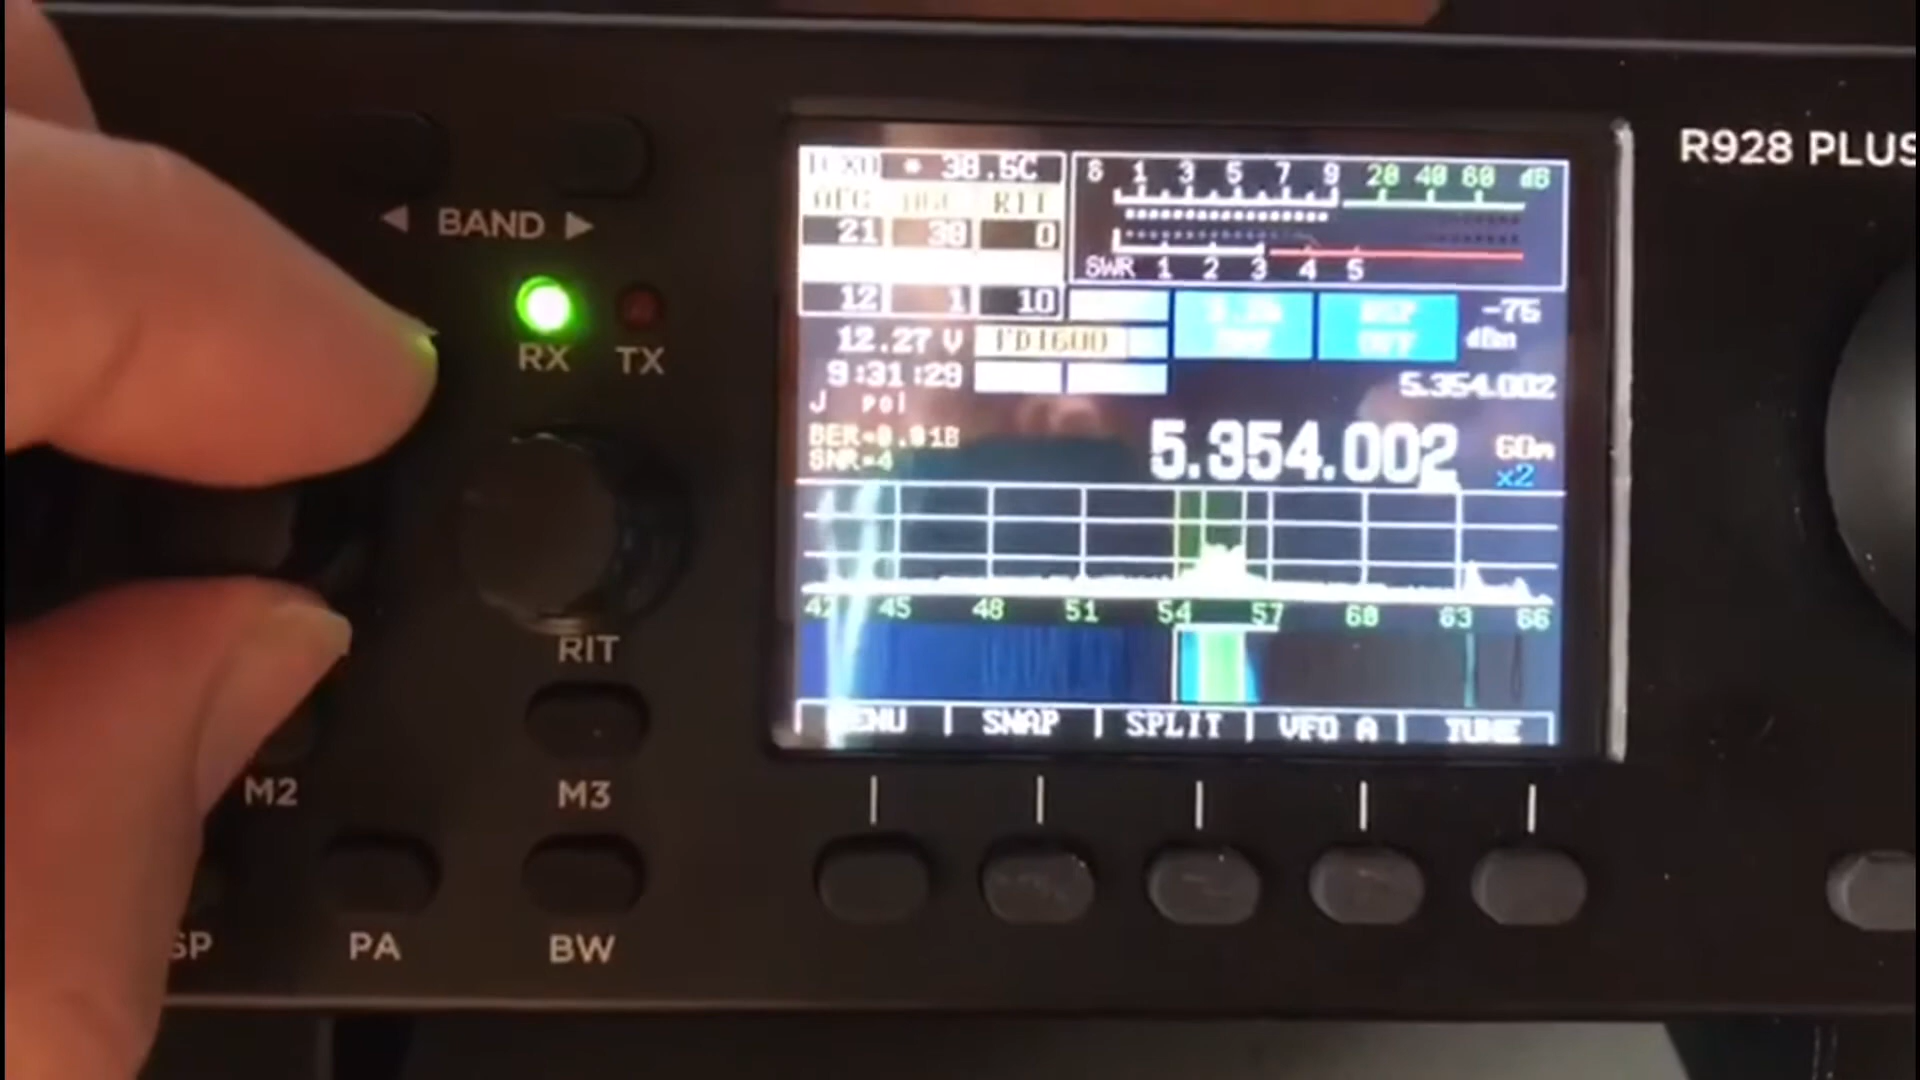 R928 PLUS
◄ BAND ►
RX TX
RIT
M2 M3
SP PA BW
38.5C
RIT
21 38 0
12 1 10
12.27 V
9:31:29
S 1 3 5 7 9 20 40 60 dB
SWR 1 2 3 4 5
-75
dBm
5.354.002
BER=0.018
SNR=4
5.354.002 60m
x2
42 45 48 51 54 57 60 63 66
MENU SNAP SPLIT VFO A TUNE